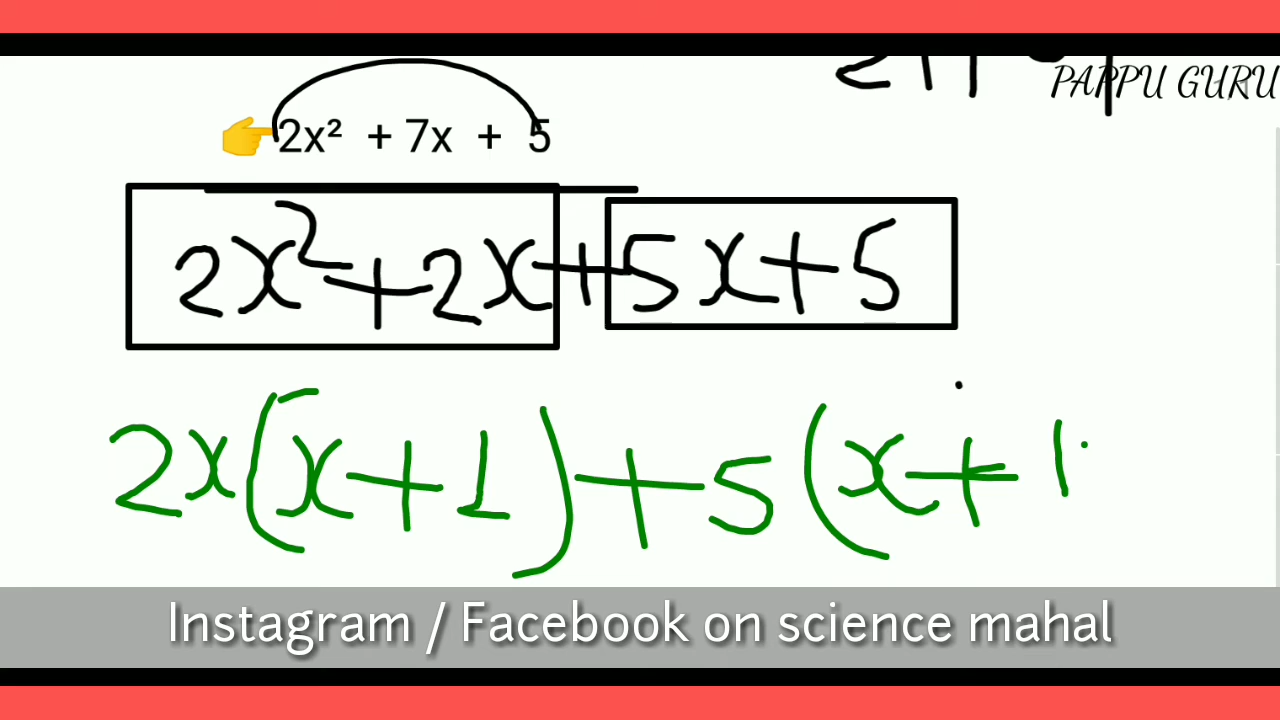 PAPPU GURU
👉2x² + 7x + 5
2x²+2x+5x+5
2x(x+1)+5(x+1
Instagram / Facebook on science mahal